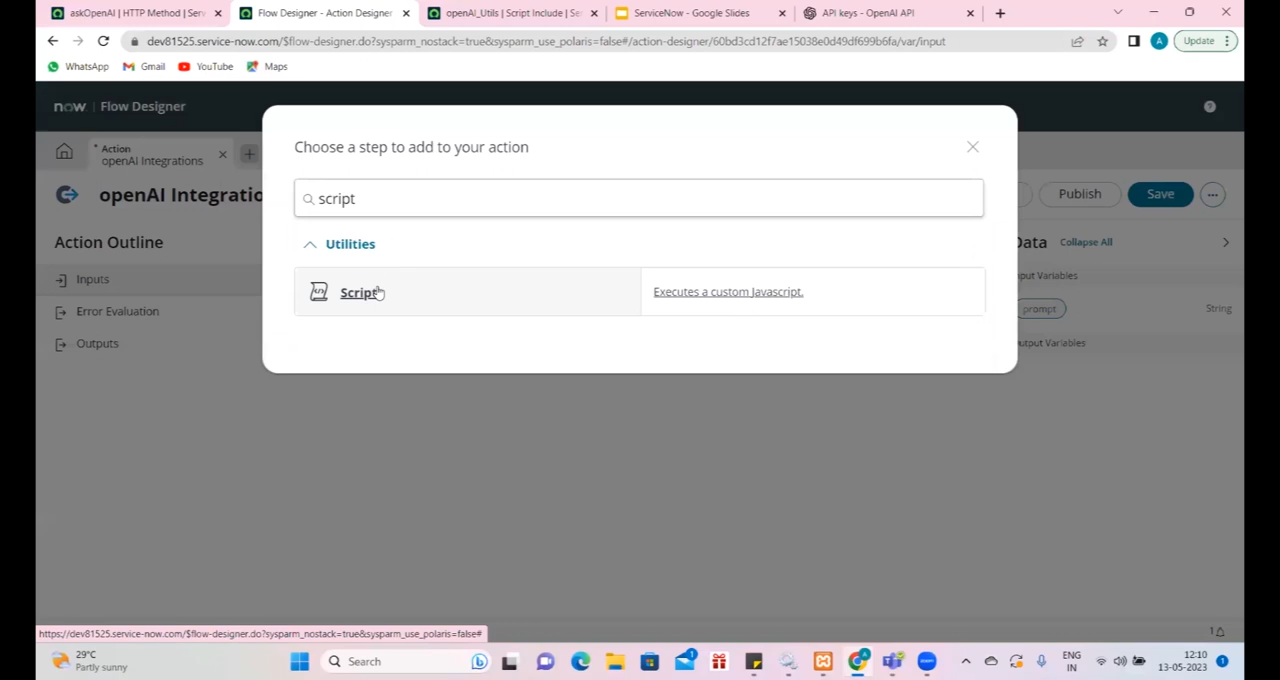 askOpenAI | HTTP Method | Serv
Flow Designer - Action Designer
openAI_Utils | Script Include | Se
ServiceNow - Google Slides
API keys - OpenAI API
dev81525.service-now.com/$flow-designer.do?sysparm_nostack=true&sysparm_use_polaris=false#/action-designer/60bd3cd12f7ae15038e0d49df699b6fa/var/input
A
Update
WhatsApp
Gmail
YouTube
Maps
now
Flow Designer
?
* Action
openAI Integrations
openAI Integratio
Publish
Save
Action Outline
Data
Collapse All
Inputs
Error Evaluation
Outputs
nput Variables
prompt
String
utput Variables
Choose a step to add to your action
script
Utilities
Script
Executes a custom Javascript.
1
https://dev81525.service-now.com/$flow-designer.do?sysparm_nostack=true&sysparm_use_polaris=false#
29°C
Partly sunny
Search
1
A
ENG
IN
12:10
13-05-2023
1